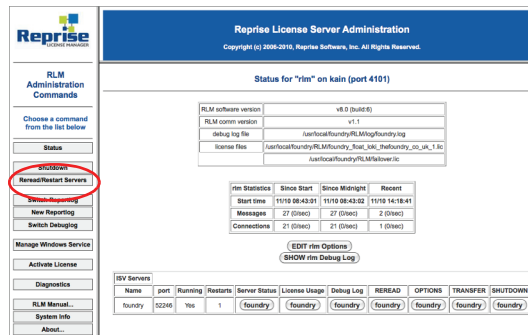 Reprise
LICENSE MANAGER
RLM
Administration
Commands
Choose a command
from the list below
Status
Shutdown
Reread/Restart Servers
Switch Reportlog
New Reportlog
Switch Debuglog
Manage Windows Service
Activate License
Diagnostics
RLM Manual...
System Info
About...
Reprise License Server Administration
Copyright (c) 2006-2010, Reprise Software, Inc. All Rights Reserved.
Status for "rlm" on kain (port 4101)
RLM software version v8.0 (build:6)
RLM comm version v1.1
debug log file /usr/local/foundry/RLM/log/foundry.log
license files /usr/local/foundry/RLM/foundry_float_loki_thefoundry_co_uk_1.lic
/usr/local/foundry/RLM/failover.lic
rlm Statistics Since Start Since Midnight Recent
Start time 11/10 08:43:01 11/10 08:43:02 11/10 14:18:41
Messages 27 (0/sec) 27 (0/sec) 2 (0/sec)
Connections 21 (0/sec) 21 (0/sec) 1 (0/sec)
EDIT rlm Options
SHOW rlm Debug Log
ISV Servers
Name port Running Restarts Server Status License Usage Debug Log REREAD OPTIONS TRANSFER SHUTDOWN
foundry 52246 Yes 1 foundry foundry foundry foundry foundry foundry foundry